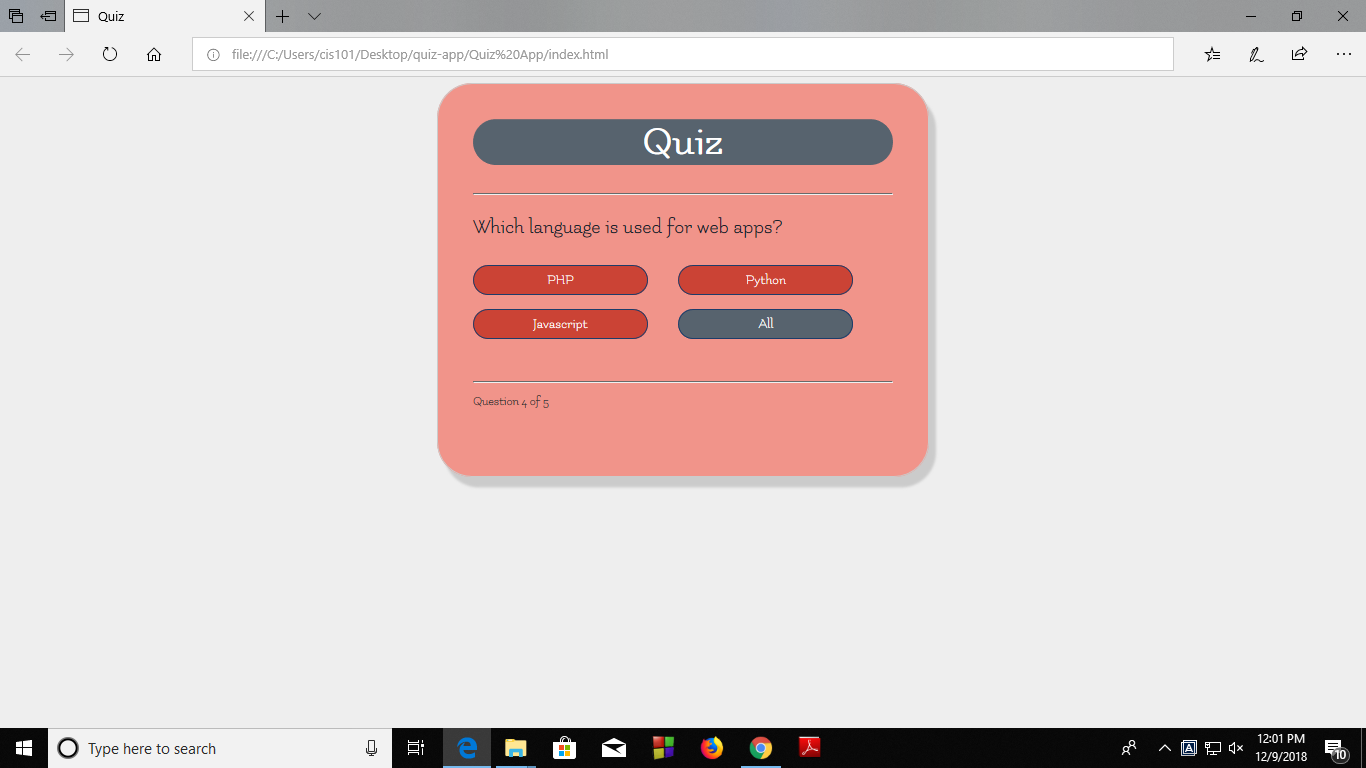 Quiz
file:///C:/Users/cis101/Desktop/quiz-app/Quiz%20App/index.html
Quiz
Which language is used for web apps?
PHP Python
Javascript All
Question 4 of 5
Type here to search
A
12:01 PM
12/9/2018
10